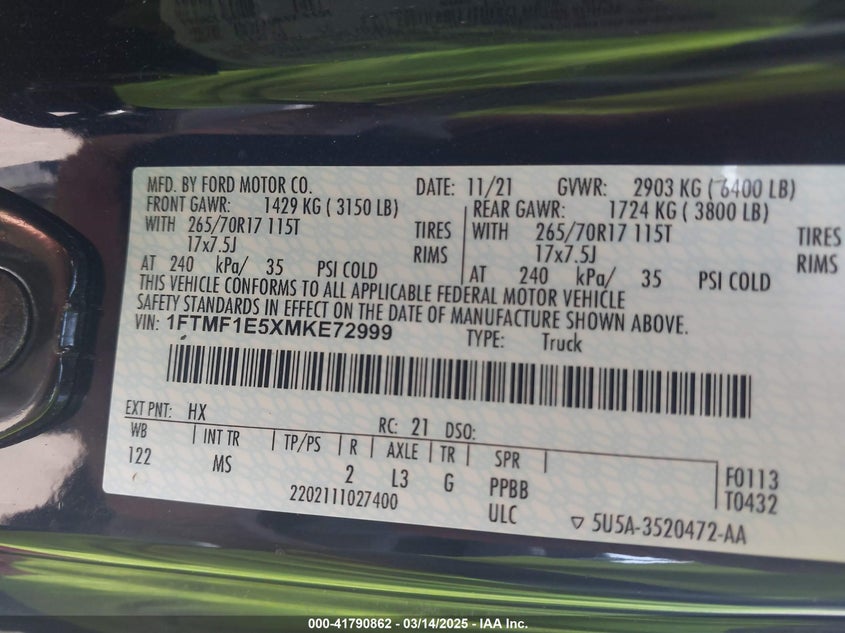 MFD. BY FORD MOTOR CO. DATE: 11/21 GVWR: 2903 KG ( 6400 LB)
FRONT GAWR: 1429 KG ( 3150 LB) REAR GAWR: 1724 KG ( 3800 LB)
WITH 265/70R17 115T TIRES WITH 265/70R17 115T TIRES
17x7.5J RIMS 17x7.5J RIMS
AT 240 kPa/ 35 PSI COLD AT 240 kPa/ 35 PSI COLD
THIS VEHICLE CONFORMS TO ALL APPLICABLE FEDERAL MOTOR VEHICLE
SAFETY STANDARDS IN EFFECT ON THE DATE OF MANUFACTURE SHOWN ABOVE.
VIN: 1FTMF1E5XMKE72999 TYPE: Truck
EXT PNT: HX RC: 21 DSO:
WB INT TR TP/PS R AXLE TR SPR
122 MS 2 L3 G PPBB F0113
2202111027400 ULC T0432
▽ 5U5A-3520472-AA
000-41790862 - 03/14/2025 - IAA Inc.